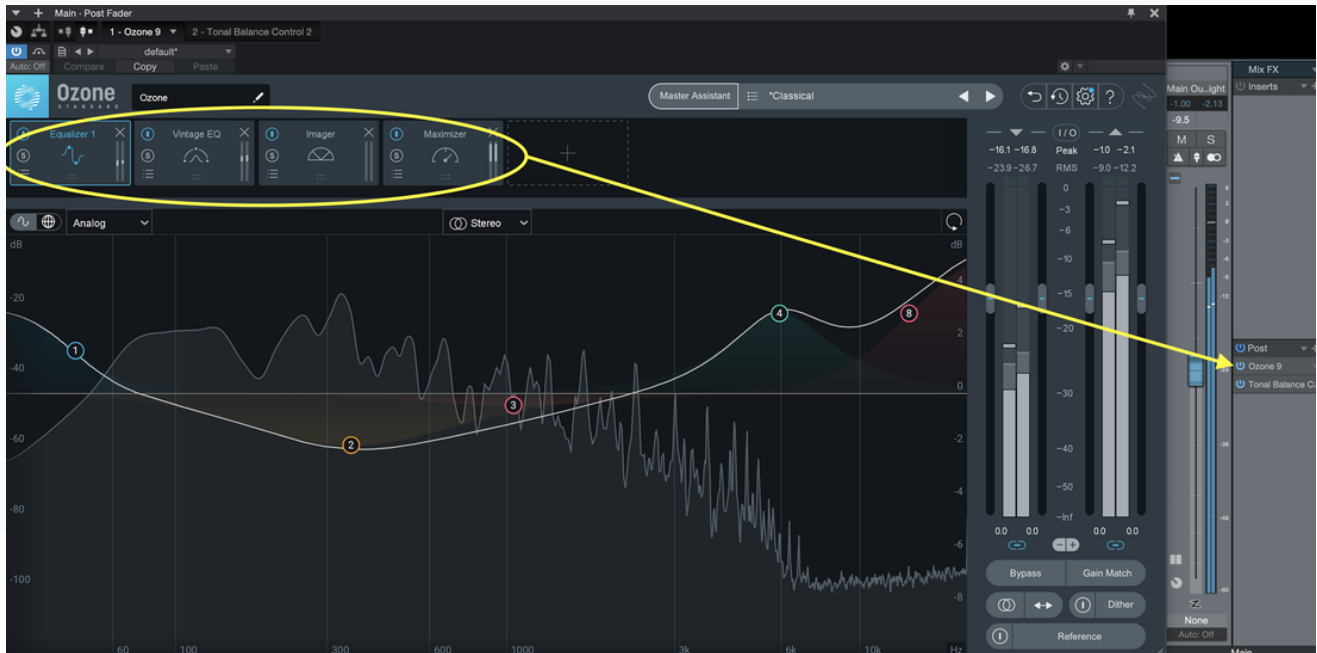 Main - Post Fader
1 - Ozone 9 2 - Tonal Balance Control 2
default*
Auto: Off Compare Copy Paste
Ozone
STANDARD
Ozone
Master Assistant *Classical
Equalizer 1 Vintage EQ Imager Maximizer
S S S S
I/O
-16.1 -16.8 Peak -1.0 -2.1
-23.9 -26.7 RMS -9.0 -12.2
Analog Stereo
dB dB
-20 -40 -60 -80 -100
4 2 0 -2 -4 -6 -8
1 2 3 4 8
60 100 300 600 1000 3k 6k 10k Hz
0 -3 -6 -10 -15 -20 -30 -40 -50 -Inf
0.0 0.0 0.0 0.0
Bypass Gain Match
Dither
Reference
Main Ou..ight
-1.00 -2.13
-9.5
M S
None
Auto: Off
Main
Mix FX
Inserts
Post
Ozone 9
Tonal Balance C